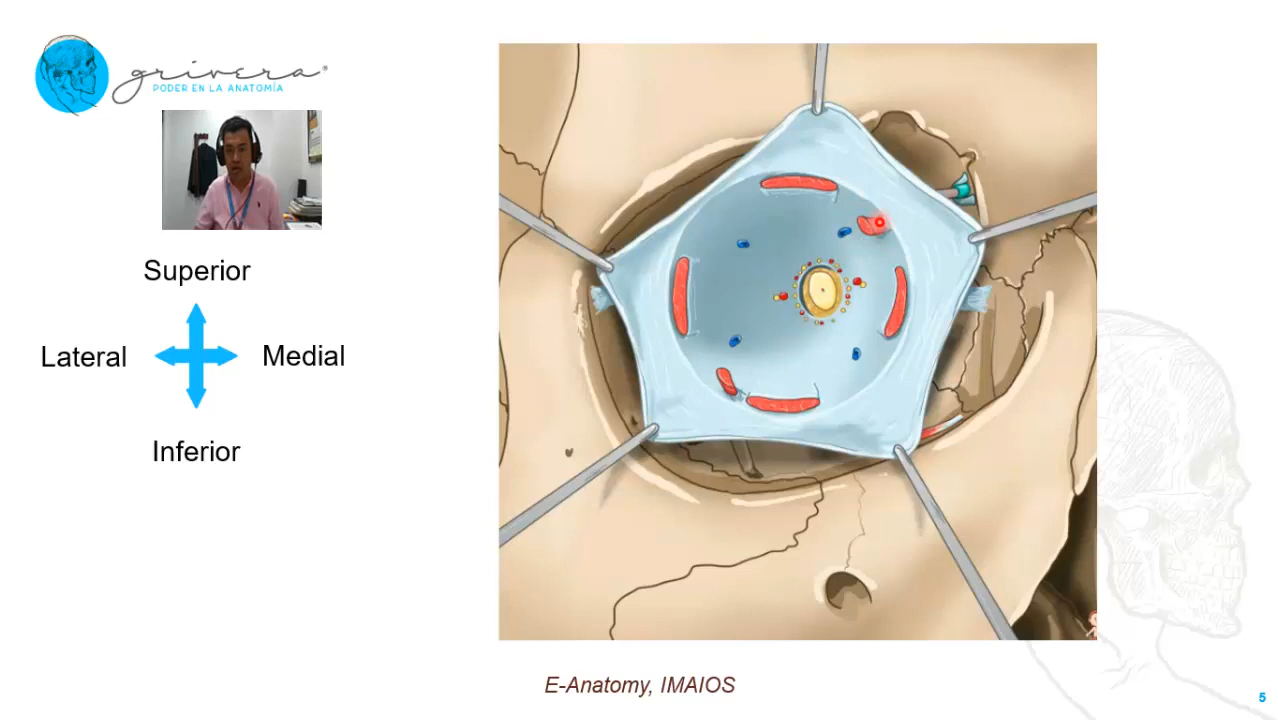 grivera®
PODER EN LA ANATOMÍA
Superior
Lateral
Medial
Inferior
E-Anatomy, IMAIOS
5